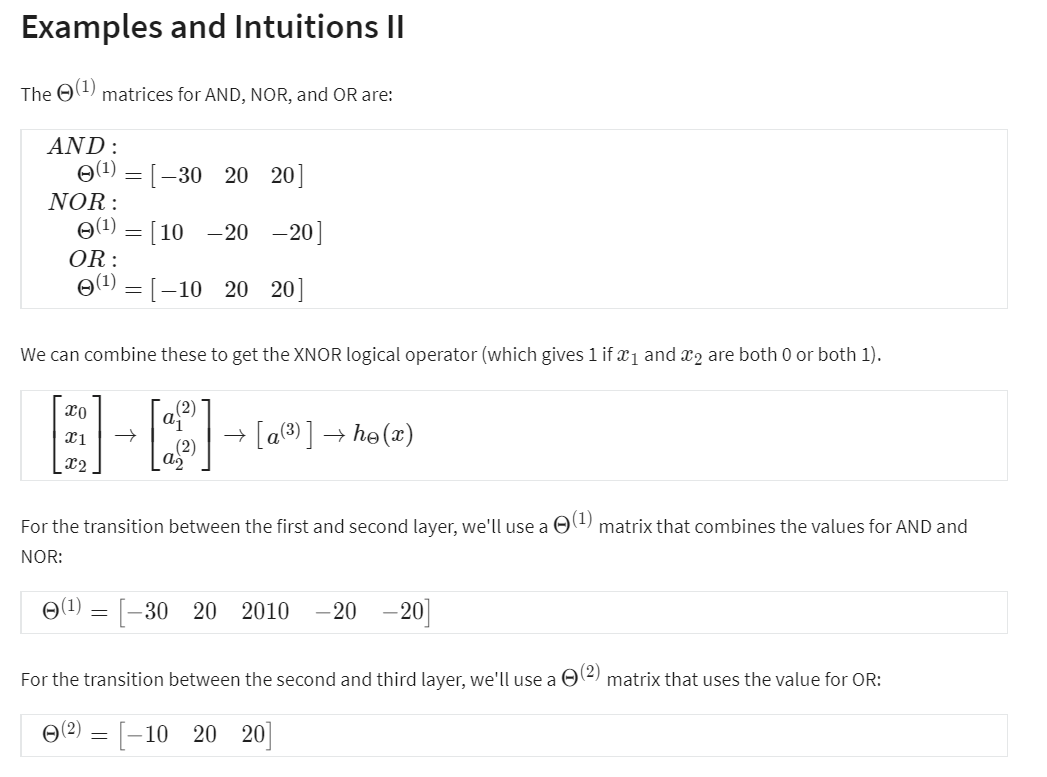 Examples and Intuitions II
The Θ(1) matrices for AND, NOR, and OR are:
AND :
Θ(1) = [−30 20 20]
NOR :
Θ(1) = [10 −20 −20]
OR :
Θ(1) = [−10 20 20]
We can combine these to get the XNOR logical operator (which gives 1 if x1 and x2 are both 0 or both 1).
[x0 x1 x2] → [a1(2) a2(2)] → [a(3)] → hΘ(x)
For the transition between the first and second layer, we'll use a Θ(1) matrix that combines the values for AND and
NOR:
Θ(1) = [−30 20 2010 −20 −20]
For the transition between the second and third layer, we'll use a Θ(2) matrix that uses the value for OR:
Θ(2) = [−10 20 20]